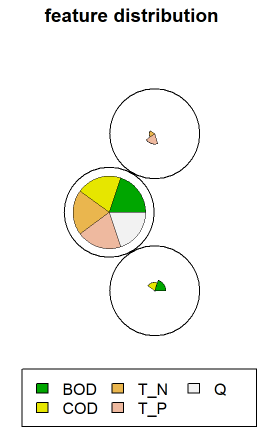 feature distribution
BOD T_N Q
COD T_P